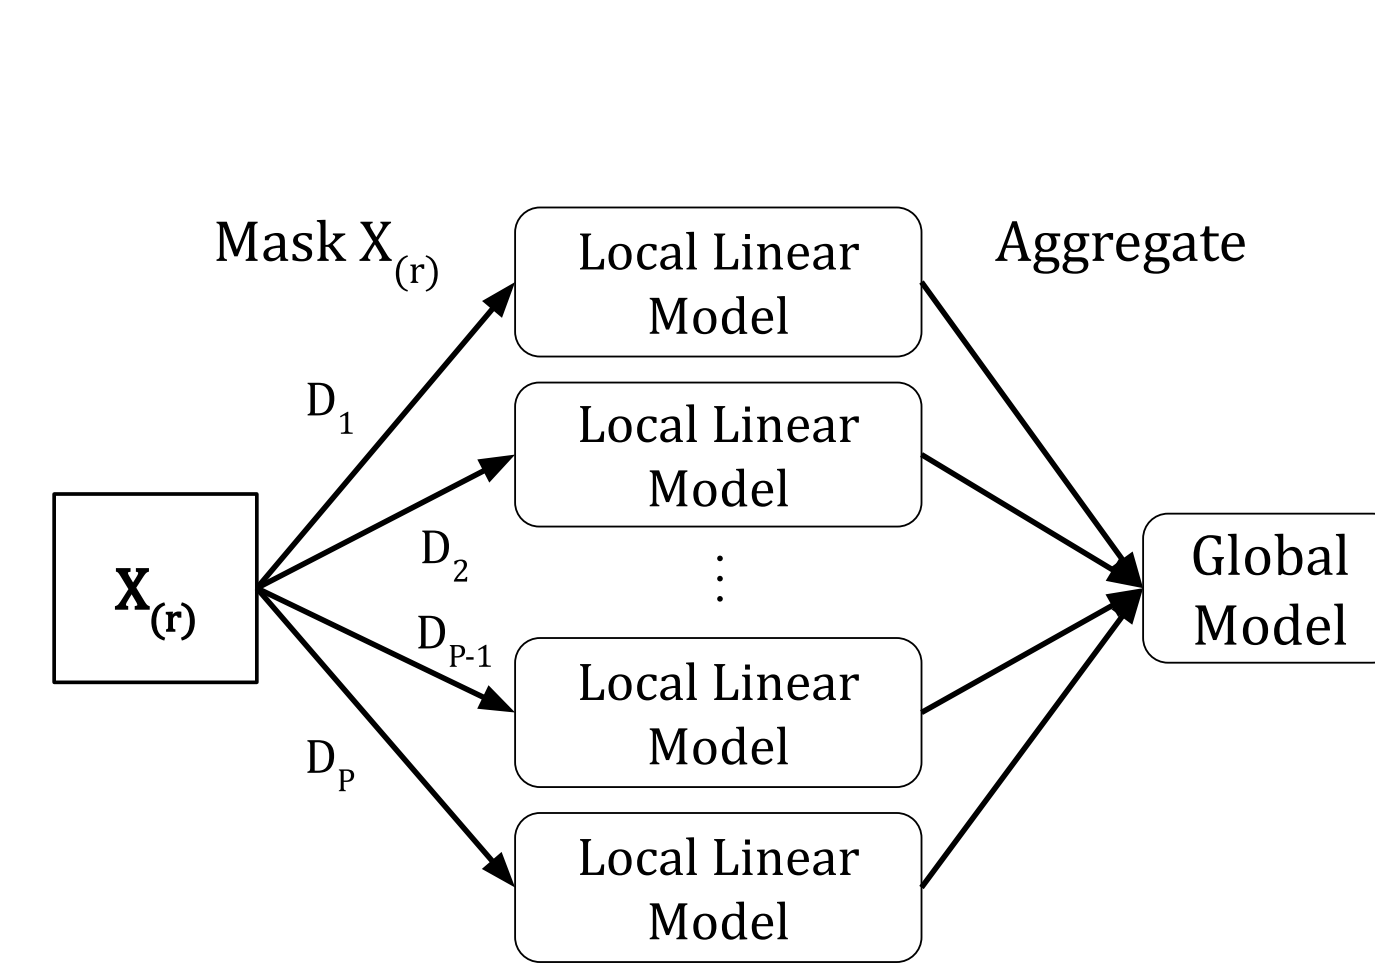 Mask X(r)
Aggregate
Local Linear
Model
D1
Local Linear
Model
D2
⋮
X(r)
Global
Model
DP-1
Local Linear
Model
DP
Local Linear
Model